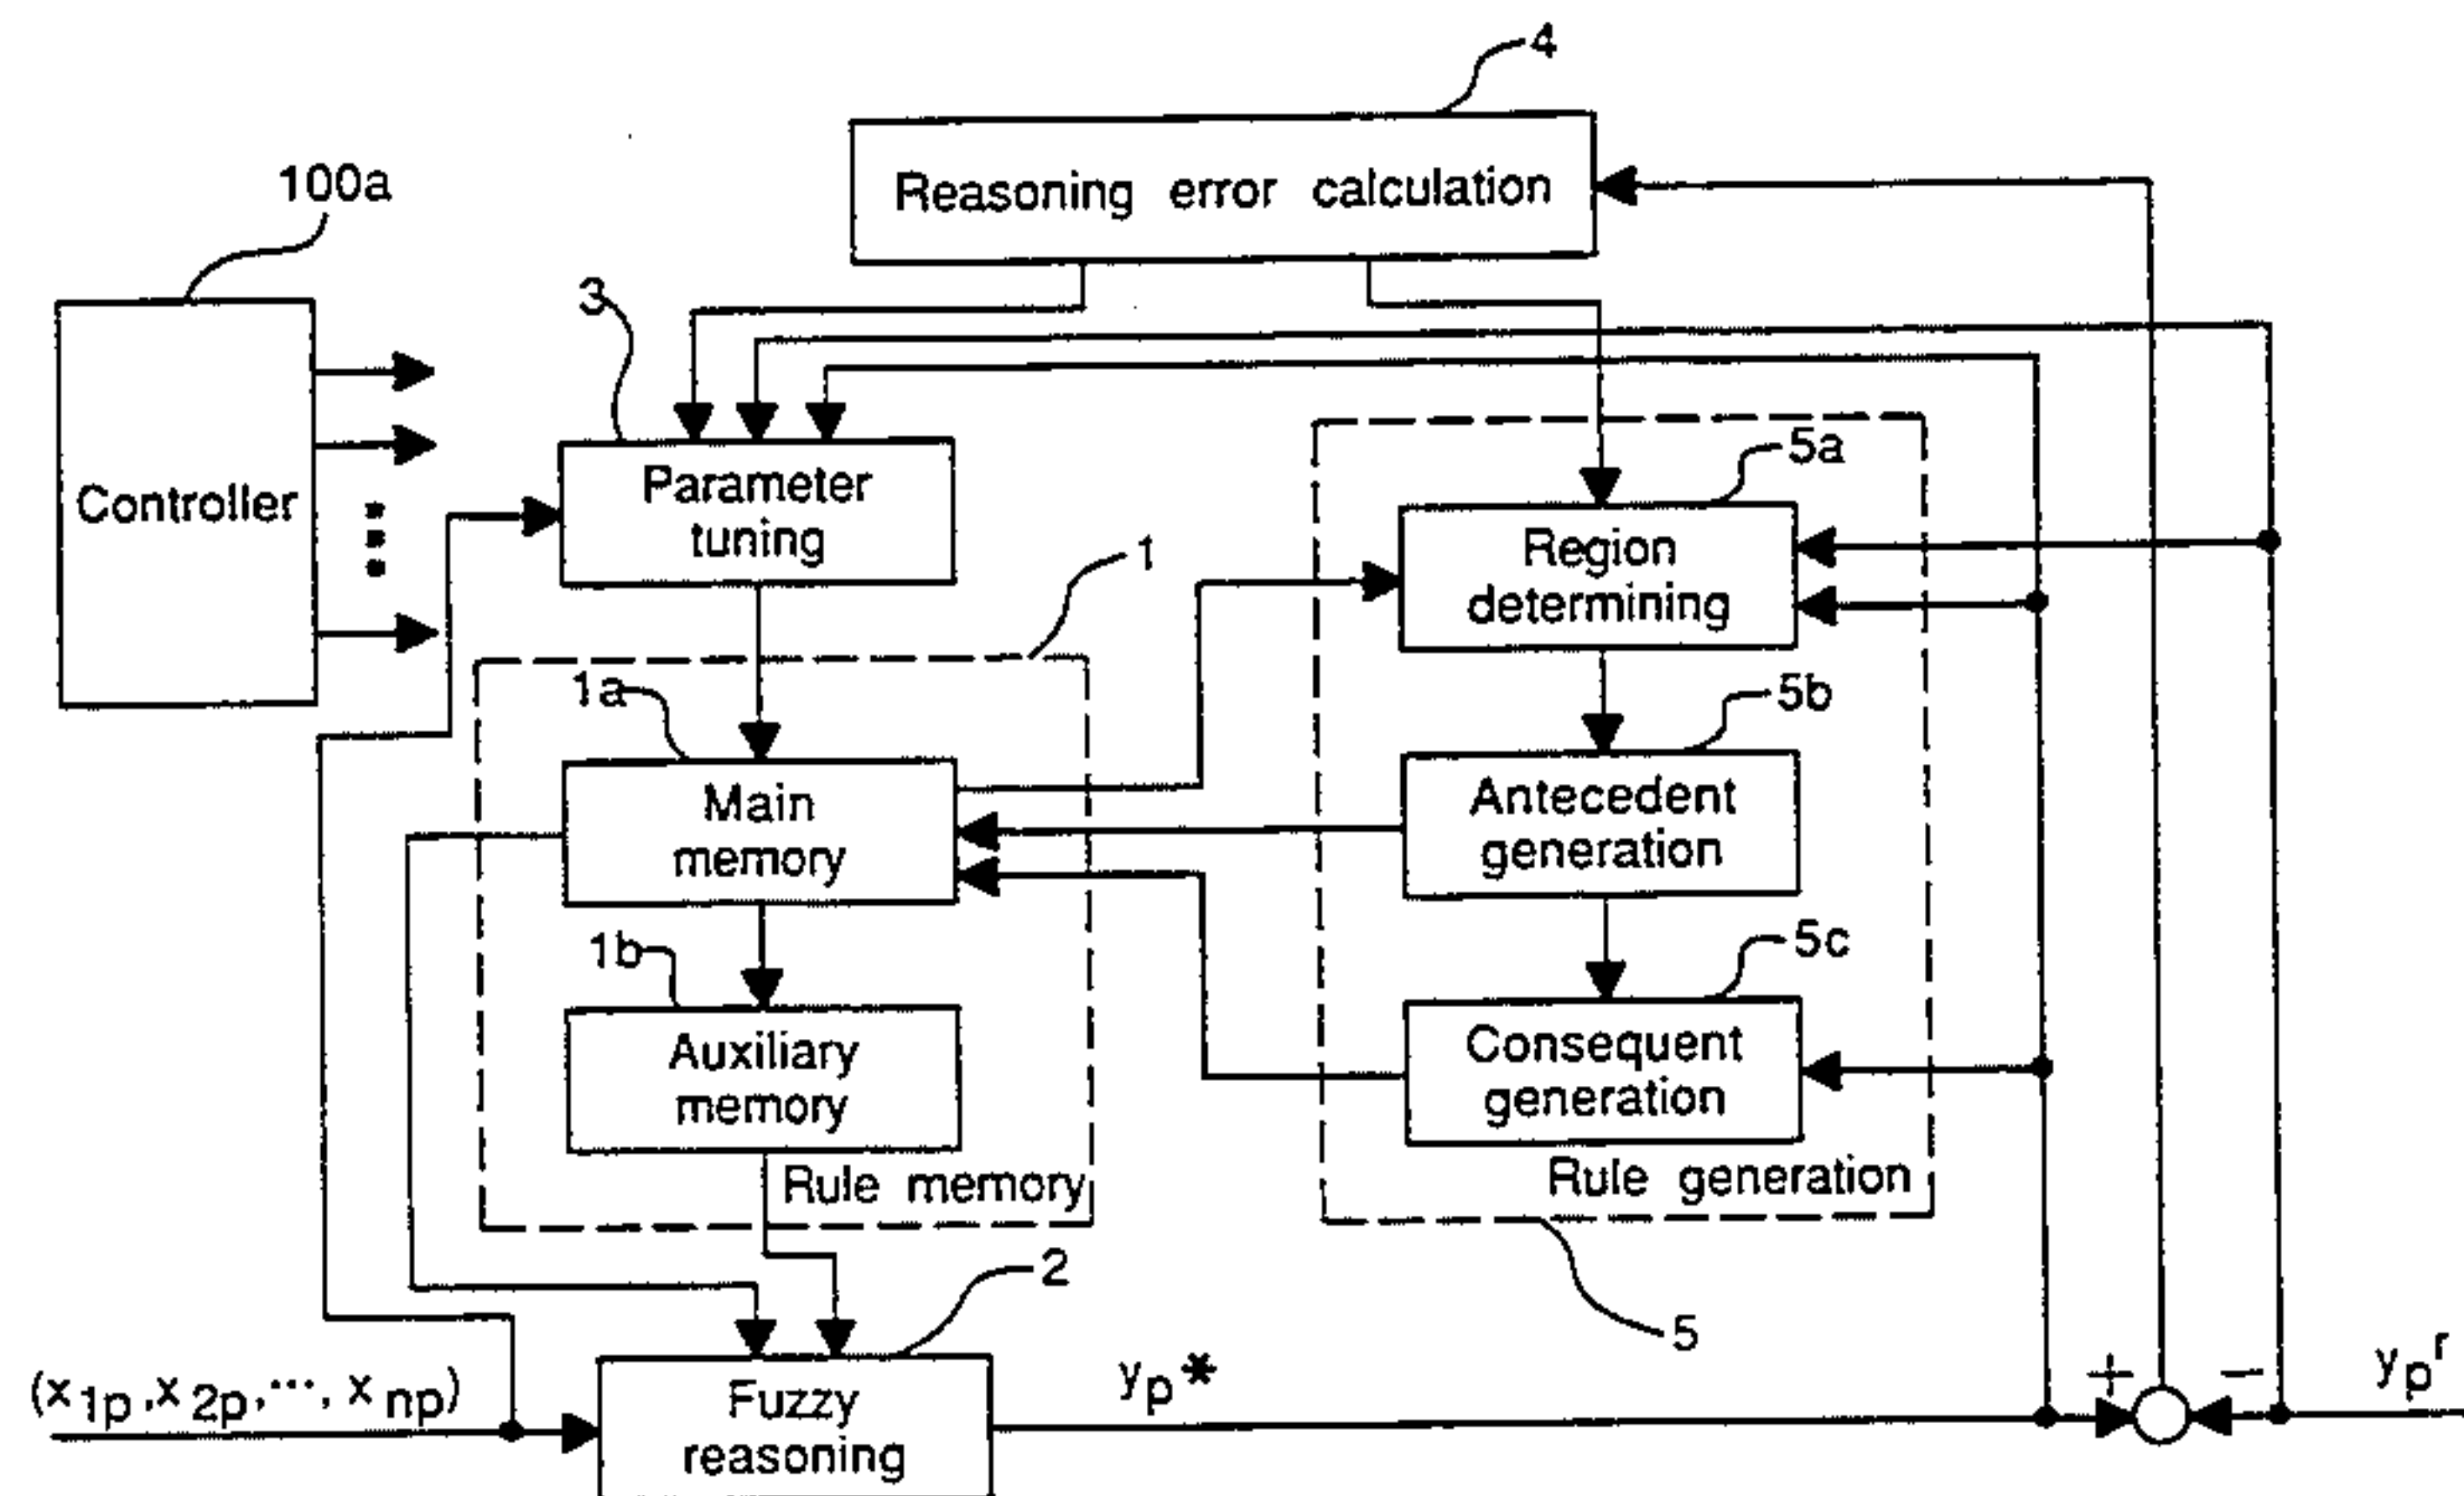 4
100a
Reasoning error calculation
3
5a
Controller
Parameter
tuning
Region
determining
1
1a
5b
Main
memory
Antecedent
generation
1b
5c
Auxiliary
memory
Consequent
generation
Rule memory
Rule generation
2
5
(x1p,x2p,···, xnp)
Fuzzy
reasoning
yp*
+
−
ypr